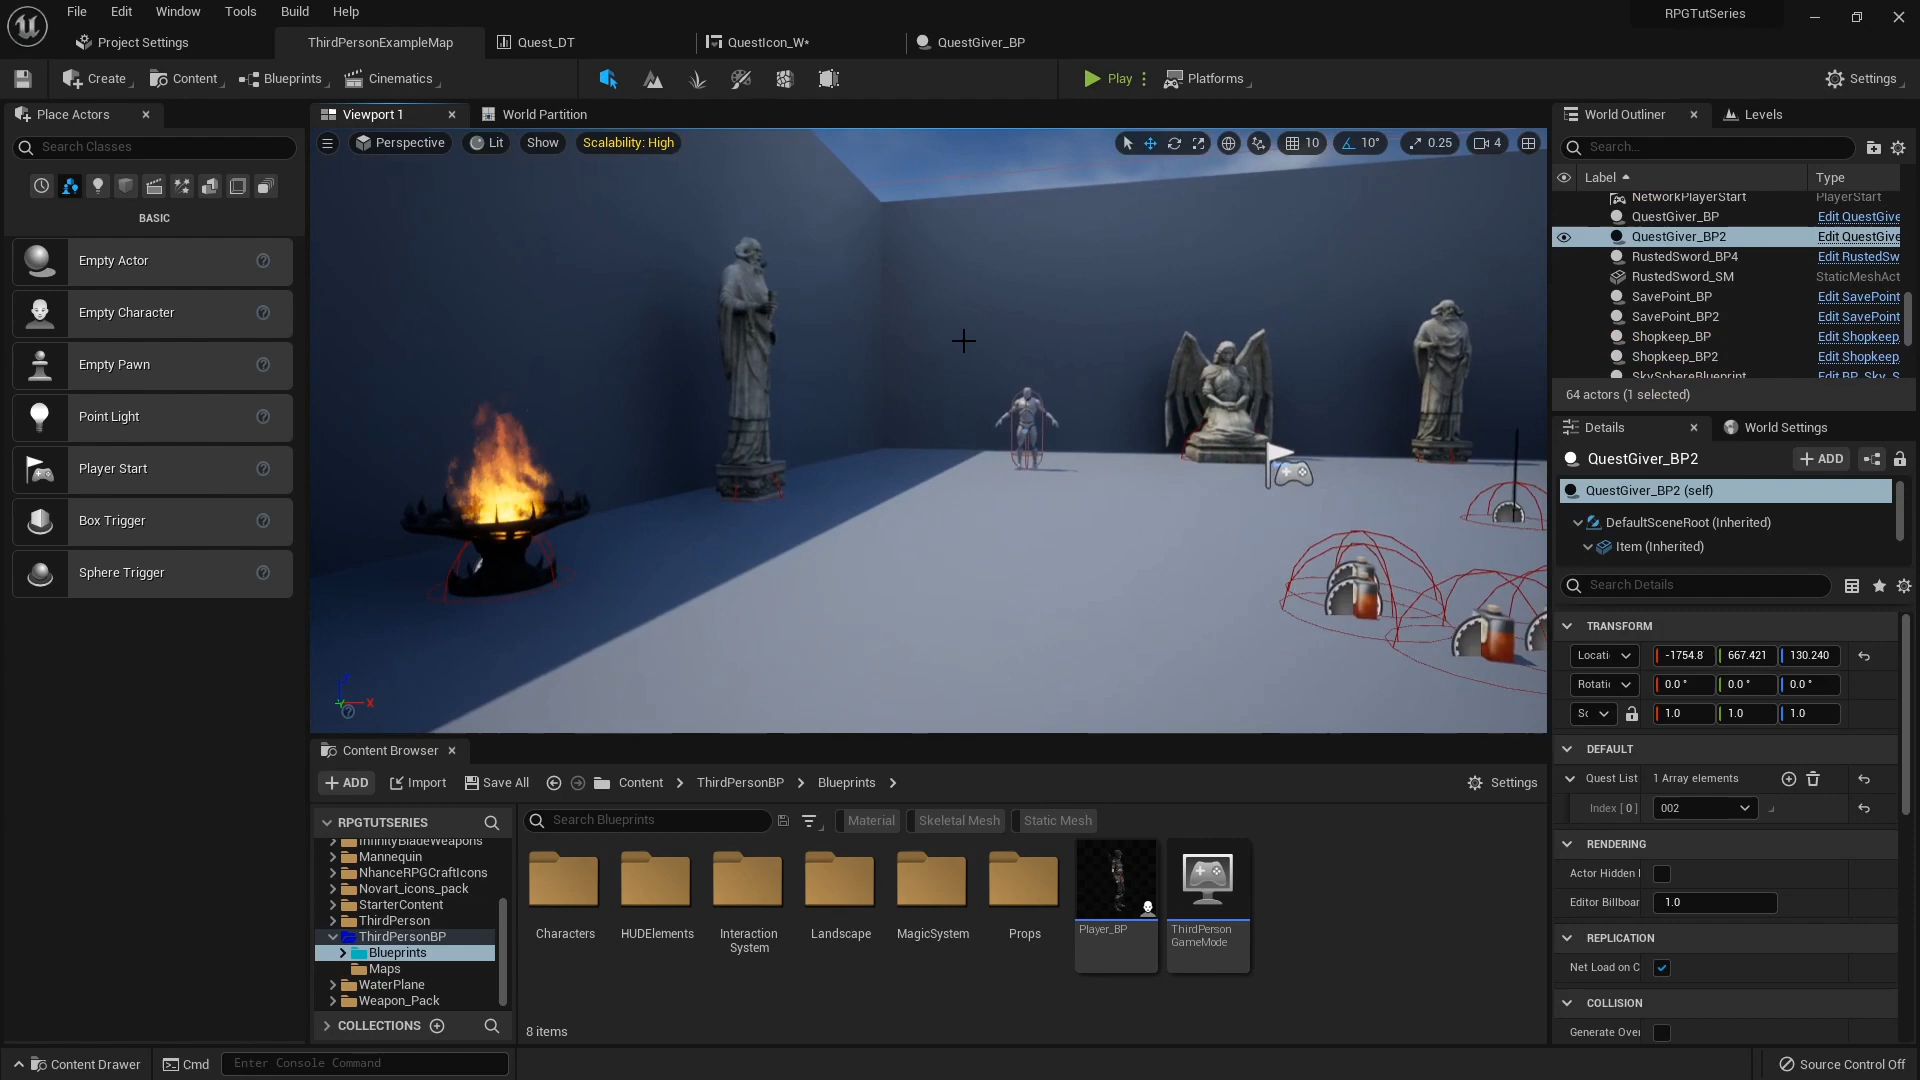 File Edit Window Tools Build Help
RPGTutSeries
Project Settings
ThirdPersonExampleMap
Quest_DT
QuestIcon_W*
QuestGiver_BP
Create
Content
Blueprints
Cinematics
Play
Platforms
Settings
Place Actors
Search Classes
BASIC
Empty Actor
Empty Character
Empty Pawn
Point Light
Player Start
Box Trigger
Sphere Trigger
Viewport 1
World Partition
Perspective
Lit
Show
Scalability: High
10
10°
0.25
4
X
World Outliner
Levels
Search...
Label
Type
NetworkPlayerStart PlayerStart
QuestGiver_BP Edit QuestGive
QuestGiver_BP2 Edit QuestGive
RustedSword_BP4 Edit RustedSw
RustedSword_SM StaticMeshAct
SavePoint_BP Edit SavePoint
SavePoint_BP2 Edit SavePoint
Shopkeep_BP Edit Shopkeep
Shopkeep_BP2 Edit Shopkeep
SkySphereBlueprint Edit BP_Sky_S
64 actors (1 selected)
Details
World Settings
QuestGiver_BP2
ADD
QuestGiver_BP2 (self)
DefaultSceneRoot (Inherited)
Item (Inherited)
Search Details
TRANSFORM
Locati -1754.8 667.421 130.240
Rotati 0.0 ° 0.0 ° 0.0 °
Sc 1.0 1.0 1.0
DEFAULT
Quest List 1 Array elements
Index [ 0 ] 002
RENDERING
Actor Hidden I
Editor Billboar 1.0
REPLICATION
Net Load on C
COLLISION
Generate Over
Content Browser
ADD
Import
Save All
Content
ThirdPersonBP
Blueprints
Settings
RPGTUTSERIES
InfinityBladeWeapons
Mannequin
NhanceRPGCraftIcons
Novart_icons_pack
StarterContent
ThirdPerson
ThirdPersonBP
Blueprints
Maps
WaterPlane
Weapon_Pack
COLLECTIONS
Search Blueprints
Material
Skeletal Mesh
Static Mesh
Characters
HUDElements
Interaction
System
Landscape
MagicSystem
Props
Player_BP
ThirdPerson
GameMode
8 items
Content Drawer
Cmd
Enter Console Command
Source Control Off